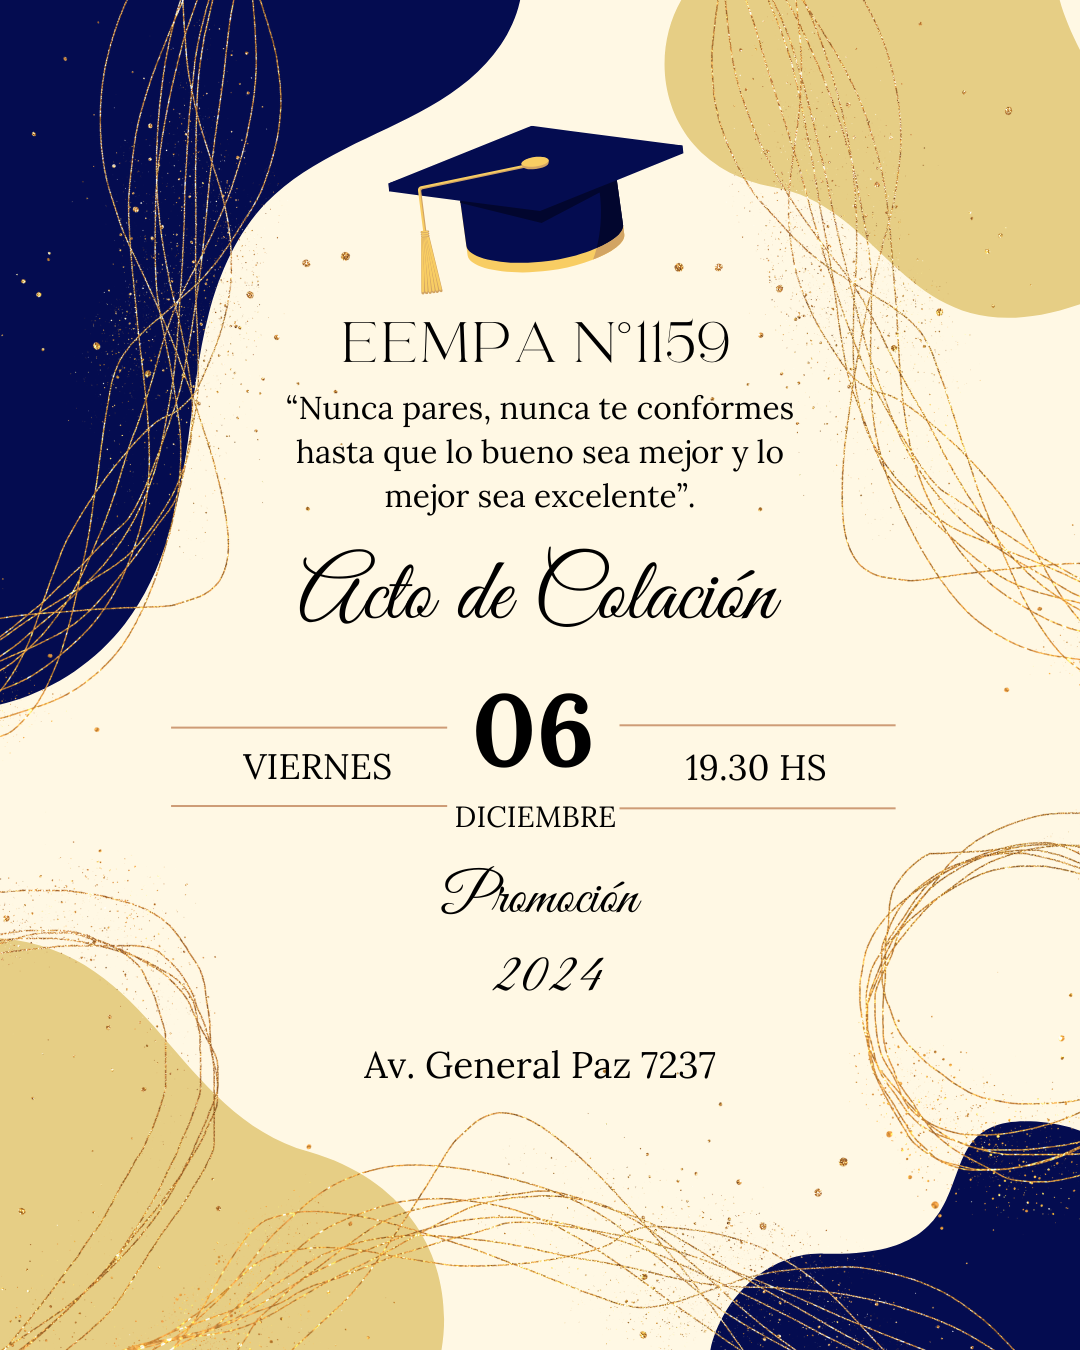 EEMPA N°1159
“Nunca pares, nunca te conformes
hasta que lo bueno sea mejor y lo
mejor sea excelente”.
Acto de Colación
VIERNES
06
DICIEMBRE
19.30 HS
Promoción
2024
Av. General Paz 7237